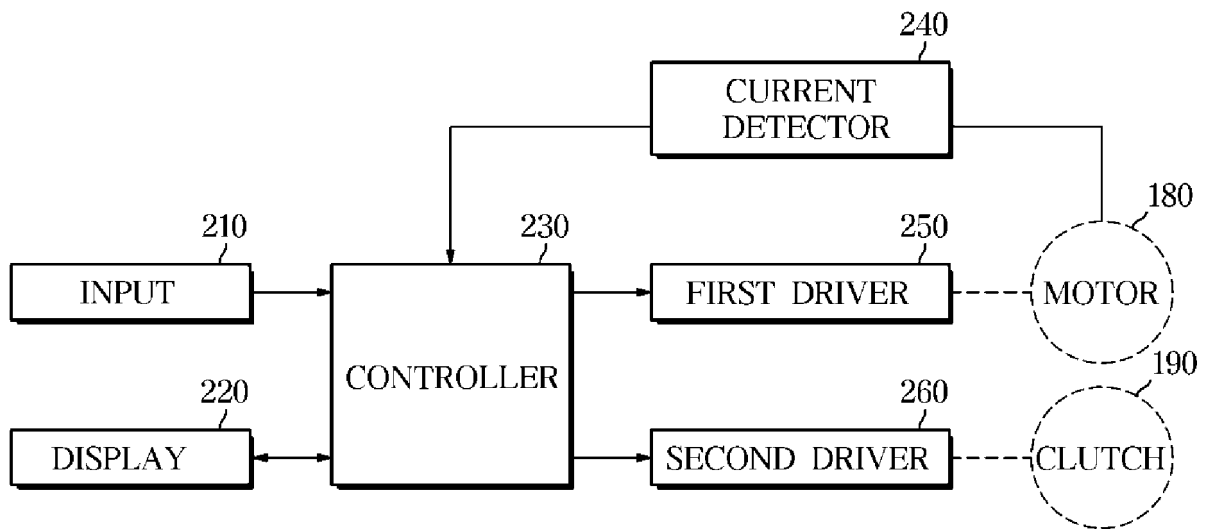 240
CURRENT
DETECTOR
180
210
230
250
INPUT
FIRST DRIVER
MOTOR
CONTROLLER
220
260
190
DISPLAY
SECOND DRIVER
CLUTCH